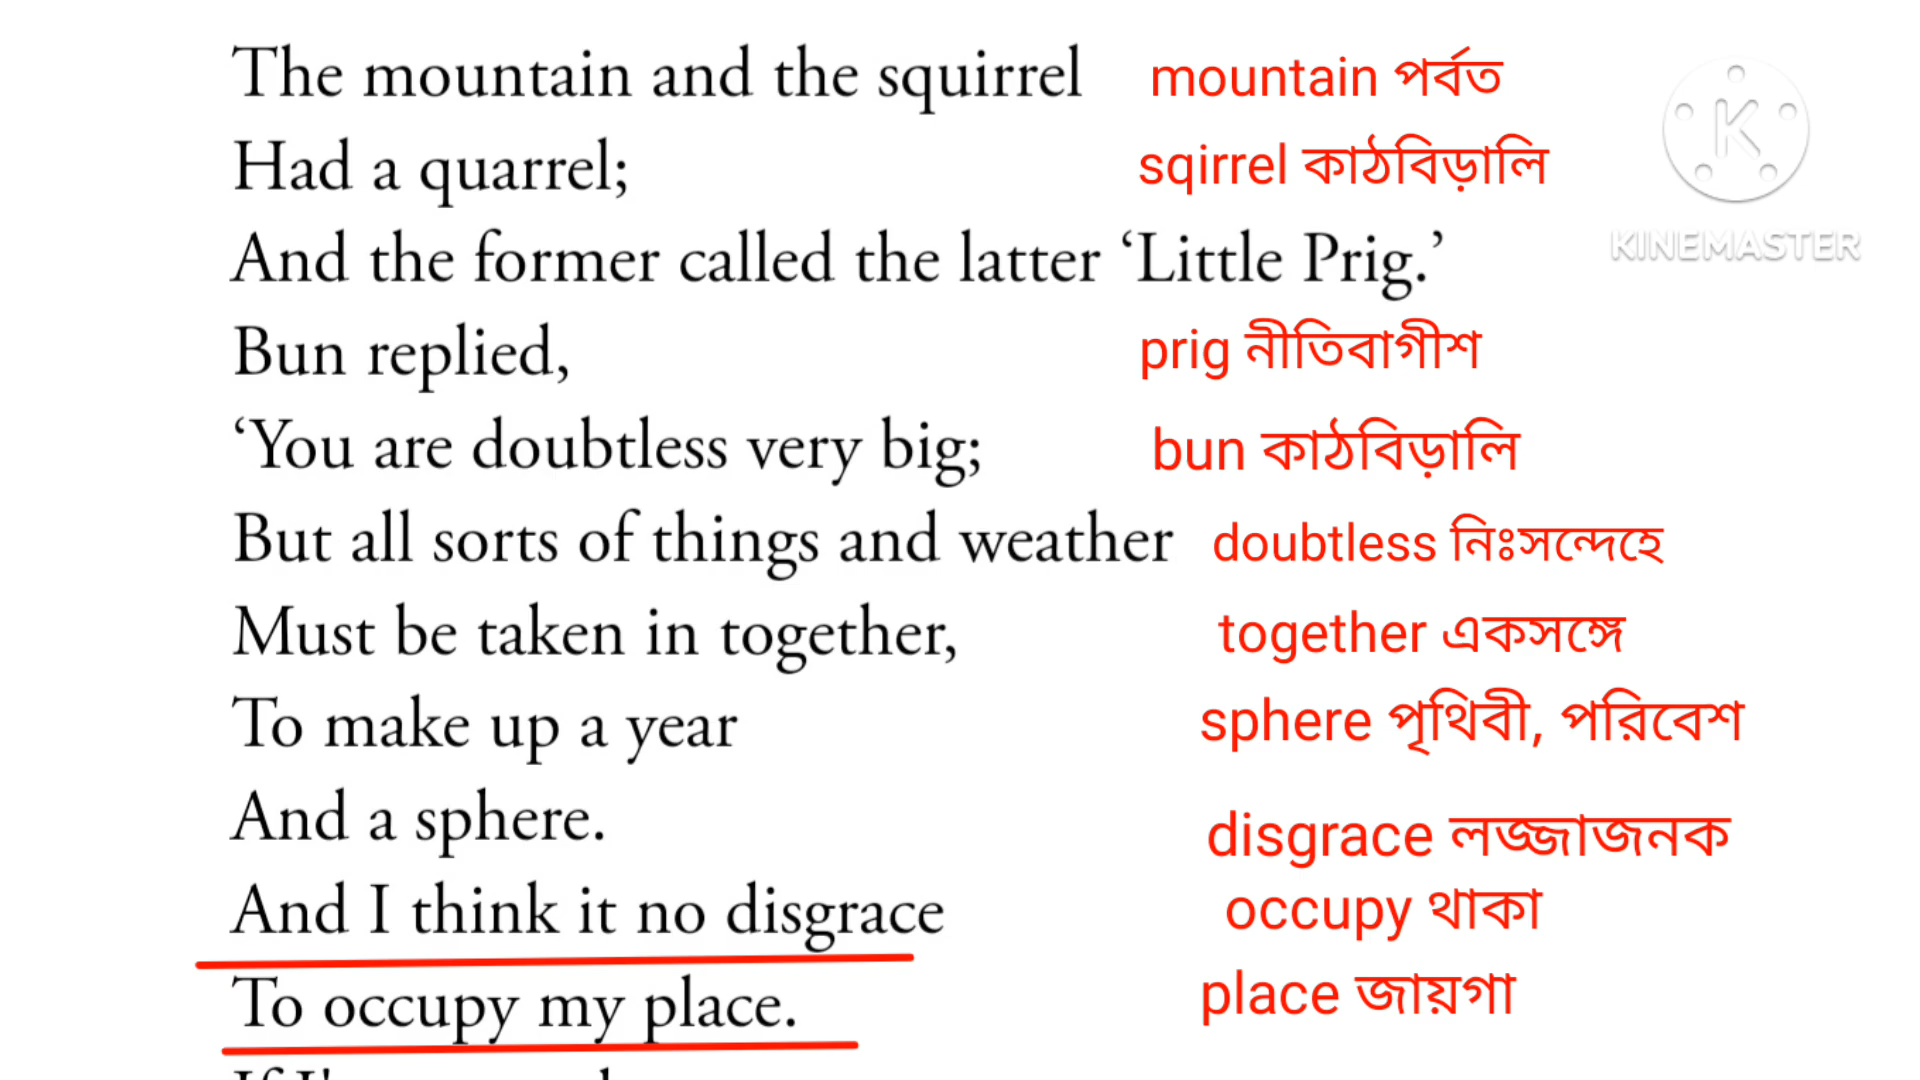 The mountain and the squirrel mountain পর্বত
Had a quarrel; sqirrel কাঠবিড়ালি
And the former called the latter ‘Little Prig.’
Bun replied, prig নীতিবাগীশ
‘You are doubtless very big; bun কাঠবিড়ালি
But all sorts of things and weather doubtless নিঃসন্দেহে
Must be taken in together, together একসঙ্গে
To make up a year sphere পৃথিবী, পরিবেশ
And a sphere. disgrace লজ্জাজনক
And I think it no disgrace occupy থাকা
To occupy my place. place জায়গা
K
KINEMASTER